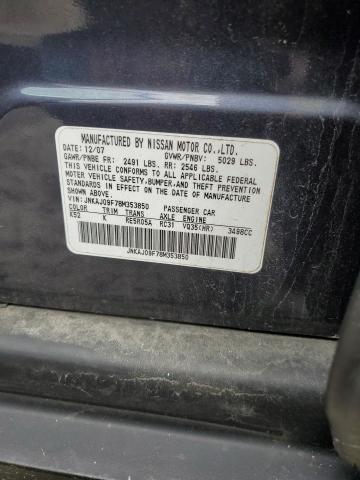 MANUFACTURED BY NISSAN MOTOR CO.,LTD.
12/07 GVWR/PNBV: 5029 LBS.
GAWR/PNBE FR: 2491 LBS. RR: 2546 LBS.
THIS VEHICLE CONFORMS TO ALL APPLICABLE FEDERAL
MOTOR VEHICLE SAFETY,BUMPER,AND THEFT PREVENTION
STANDARDS IN EFFECT ON THE DATE OF MANUFACTURE
SHOWN ABOVE.
VIN:JNKAJ09F78M353850 PASSENGER CAR
COLOR TRIM TRANS AXLE ENGINE
K52 K RE5R05A RC31 VQ35(HR) 3498CC
JNKAJ09F78M353850